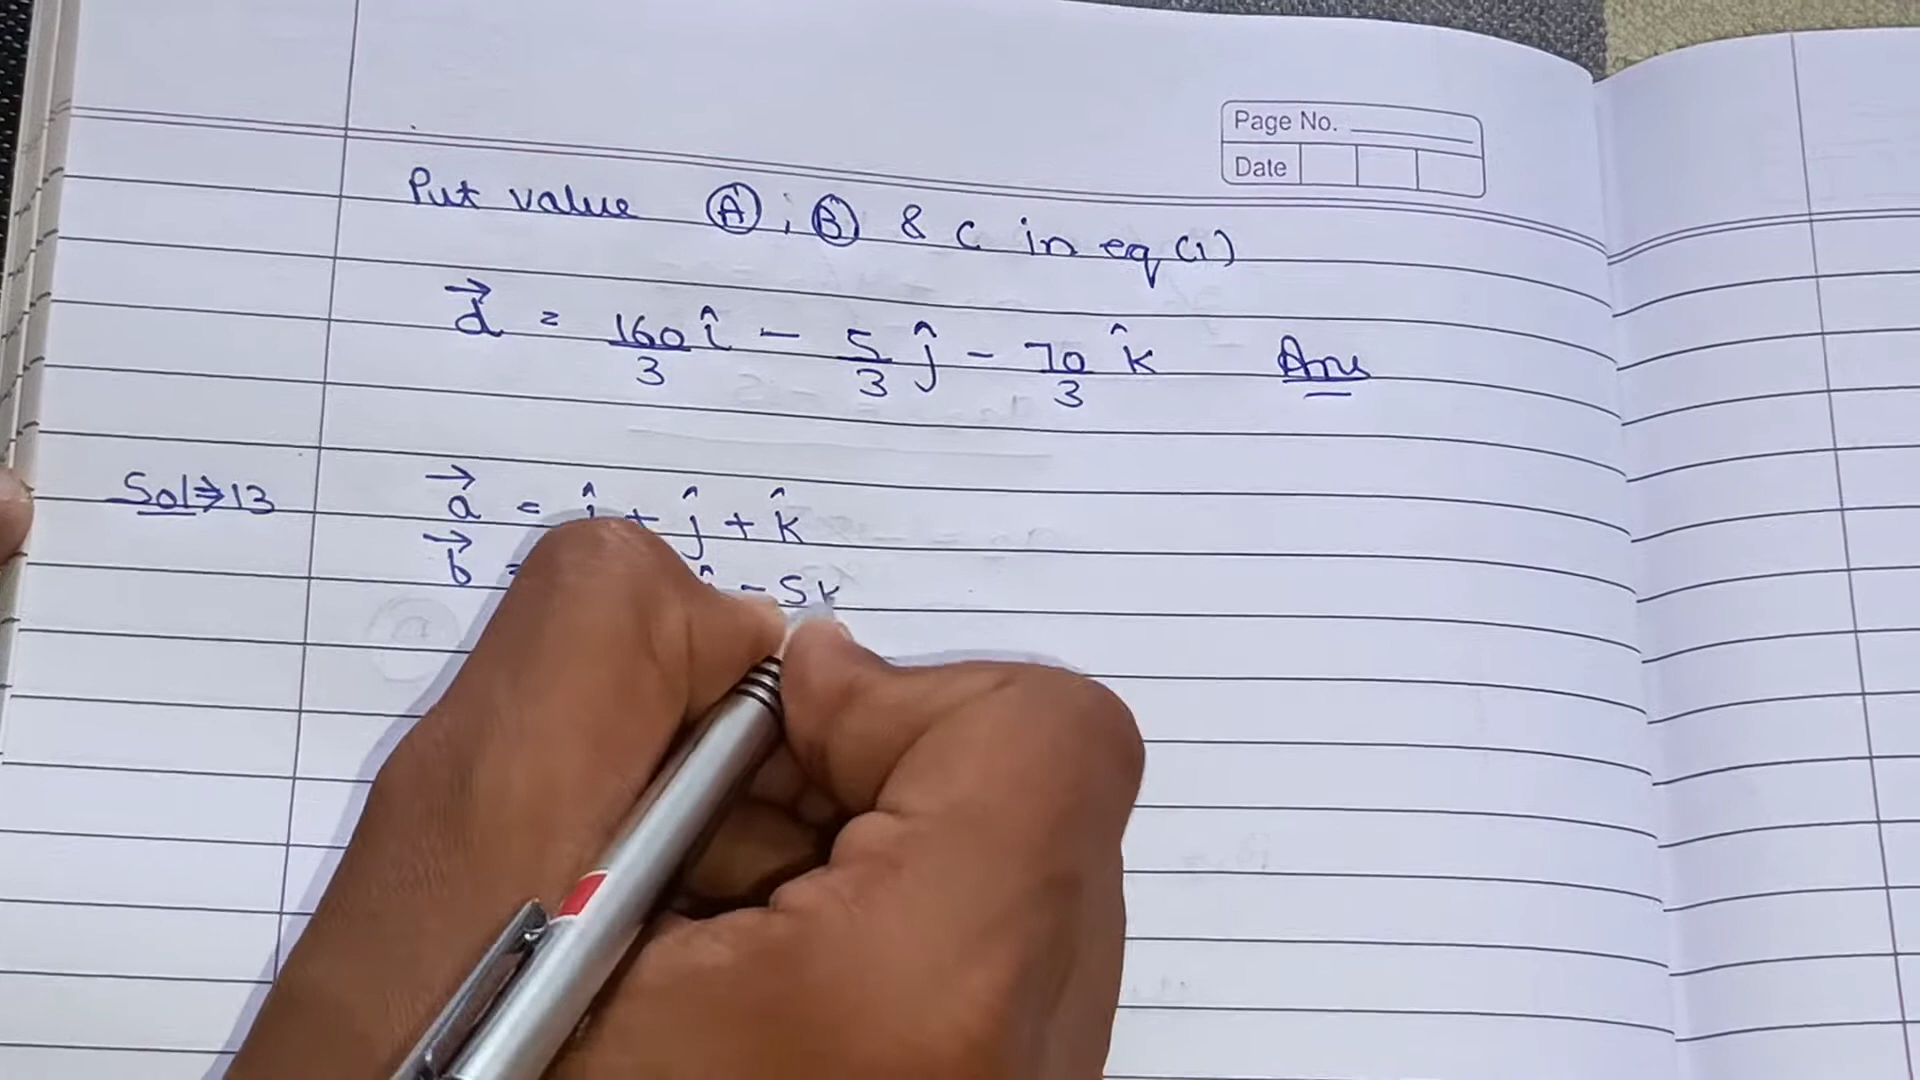 Page No.
Date
Put value Ⓐ, Ⓑ & C in eq (1)
→d = 160/3 î - 5/3 ĵ - 70/3 k̂ Ans
Sol⇒13
→a = î + ĵ + k̂
→b = - 5k